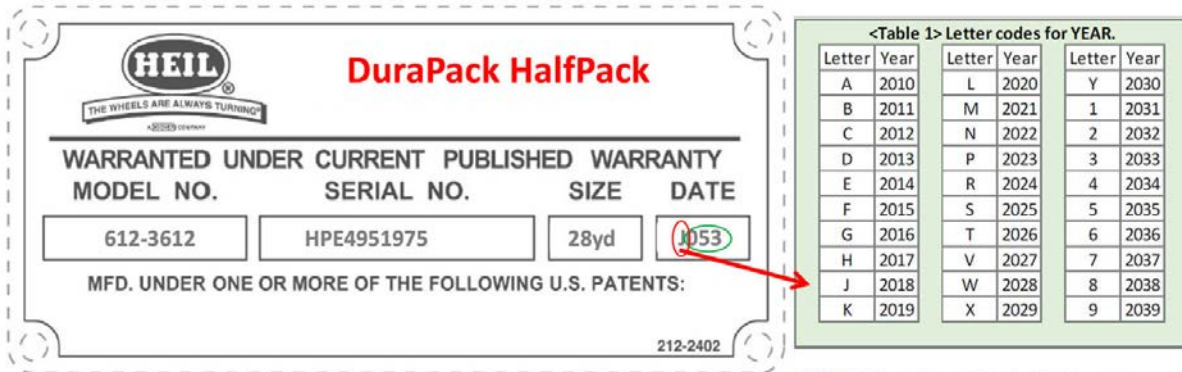 HEIL
®
THE WHEELS ARE ALWAYS TURNING®
DuraPack HalfPack
WARRANTED UNDER CURRENT PUBLISHED WARRANTY
MODEL NO. SERIAL NO. SIZE DATE
612-3612 HPE4951975 28yd J053
MFD. UNDER ONE OR MORE OF THE FOLLOWING U.S. PATENTS:
212-2402
<Table 1> Letter codes for YEAR.
Letter Year Letter Year Letter Year
A 2010 L 2020 Y 2030
B 2011 M 2021 1 2031
C 2012 N 2022 2 2032
D 2013 P 2023 3 2033
E 2014 R 2024 4 2034
F 2015 S 2025 5 2035
G 2016 T 2026 6 2036
H 2017 V 2027 7 2037
J 2018 W 2028 8 2038
K 2019 X 2029 9 2039